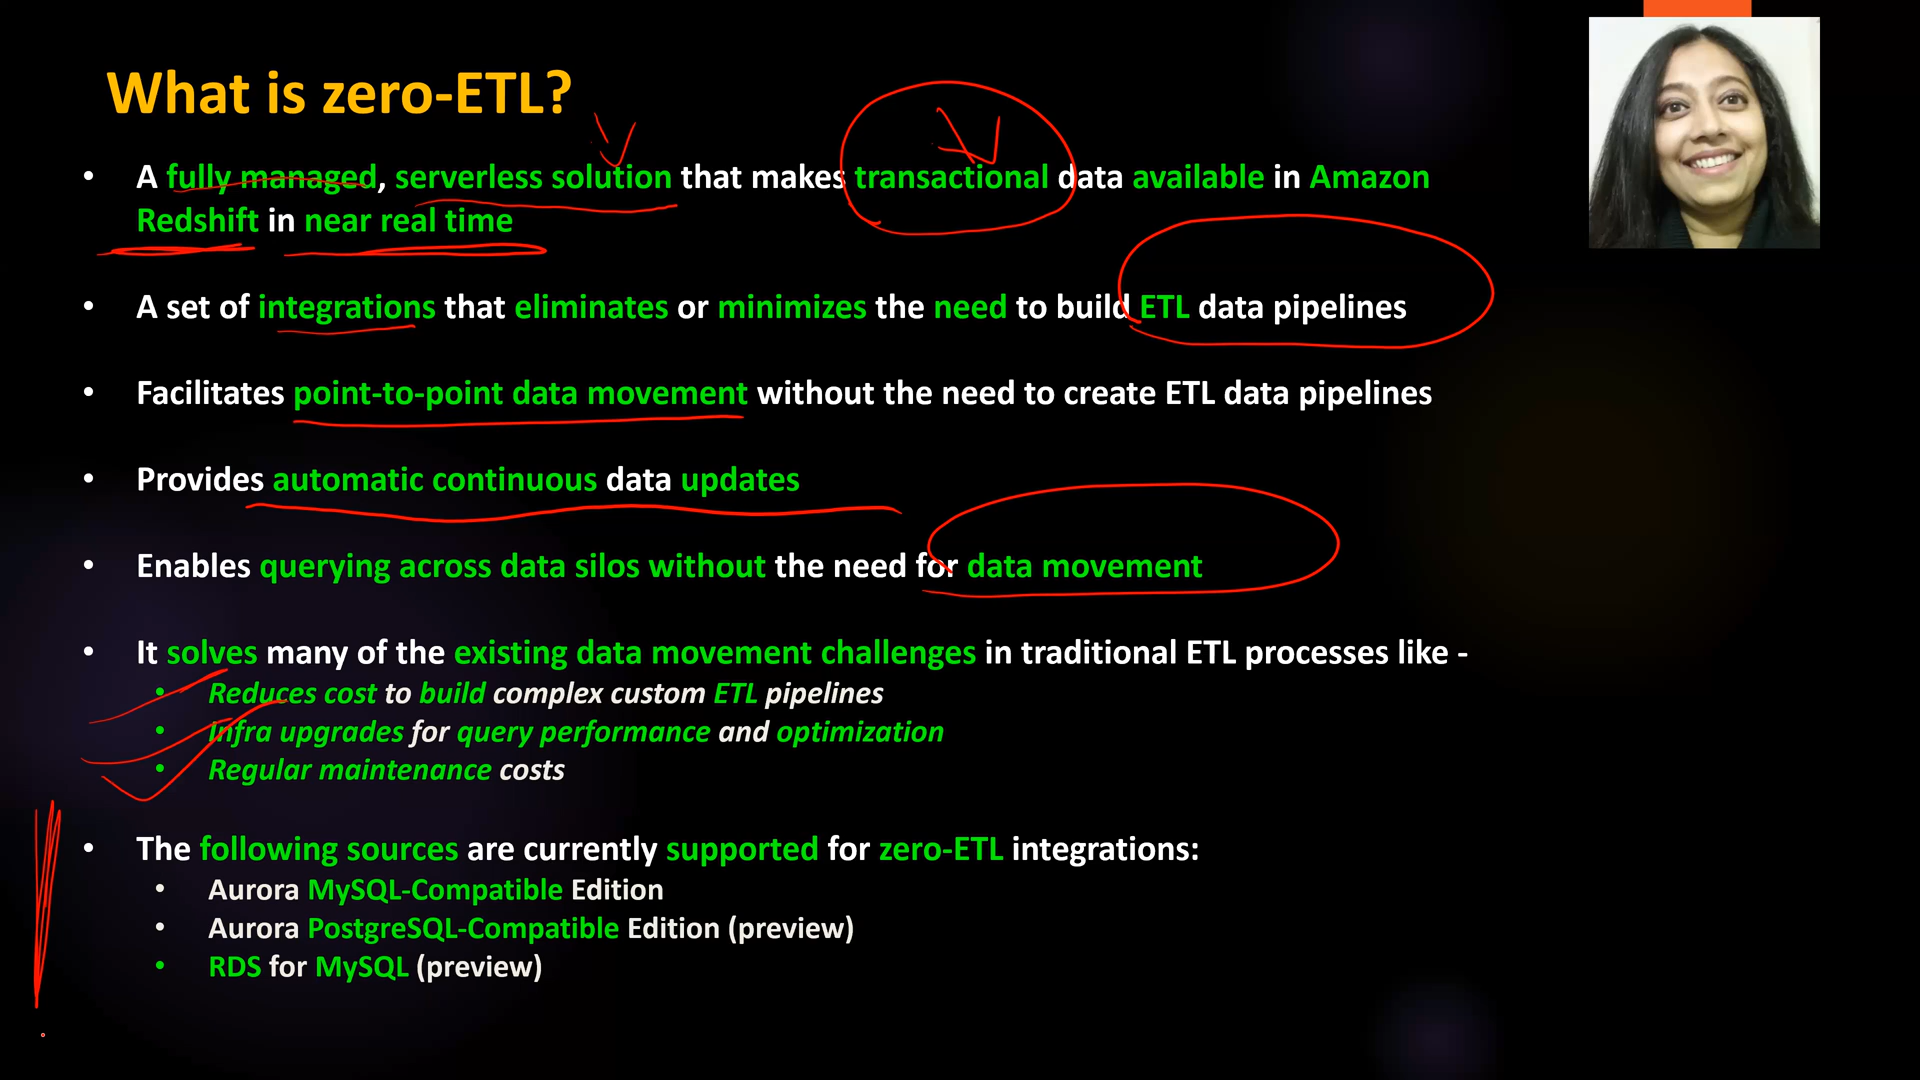 What is zero-ETL?
• A fully managed, serverless solution that makes transactional data available in Amazon
Redshift in near real time
• A set of integrations that eliminates or minimizes the need to build ETL data pipelines
• Facilitates point-to-point data movement without the need to create ETL data pipelines
• Provides automatic continuous data updates
• Enables querying across data silos without the need for data movement
• It solves many of the existing data movement challenges in traditional ETL processes like -
• Reduces cost to build complex custom ETL pipelines
• Infra upgrades for query performance and optimization
• Regular maintenance costs
• The following sources are currently supported for zero-ETL integrations:
• Aurora MySQL-Compatible Edition
• Aurora PostgreSQL-Compatible Edition (preview)
• RDS for MySQL (preview)